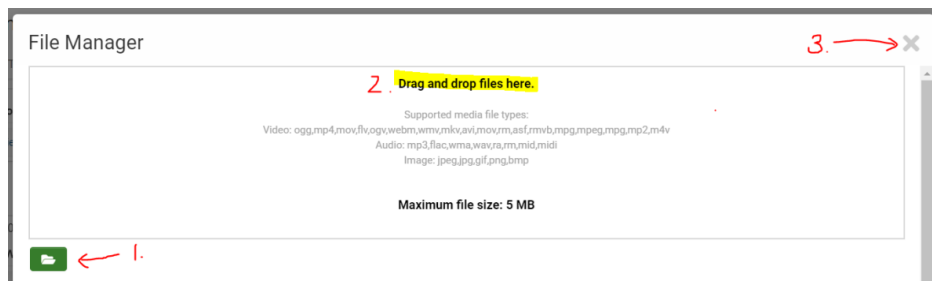 File Manager
3.
2. Drag and drop files here.
Supported media file types:
Video: ogg,mp4,mov,flv,ogv,webm,wmv,mkv,avi,mov,rm,asf,rmvb,mpg,mpeg,mpg,mp2,m4v
Audio: mp3,flac,wma,wav,ra,rm,mid,midi
Image: jpeg,jpg,gif,png,bmp
Maximum file size: 5 MB
1.